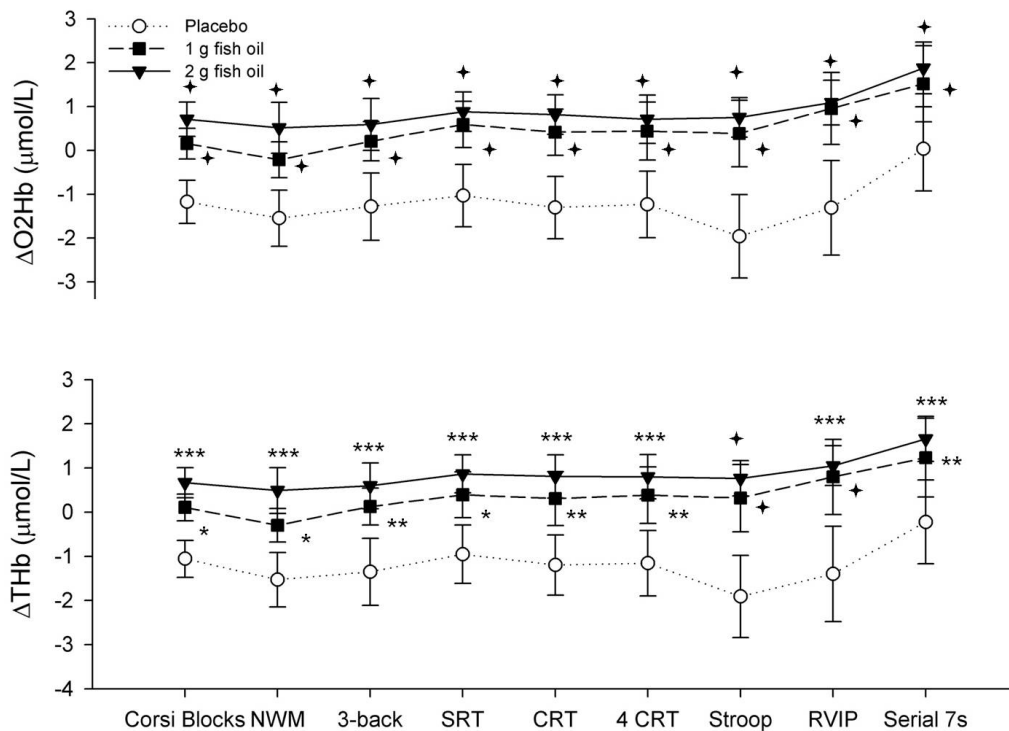 Placebo
1 g fish oil
2 g fish oil
ΔO2Hb (μmol/L)
3
2
1
0
-1
-2
-3
ΔTHb (μmol/L)
3
2
1
0
-1
-2
-3
-4
*** *** *** *** *** *** *** ***
* * ** * ** ** **
Corsi Blocks NWM 3-back SRT CRT 4 CRT Stroop RVIP Serial 7s